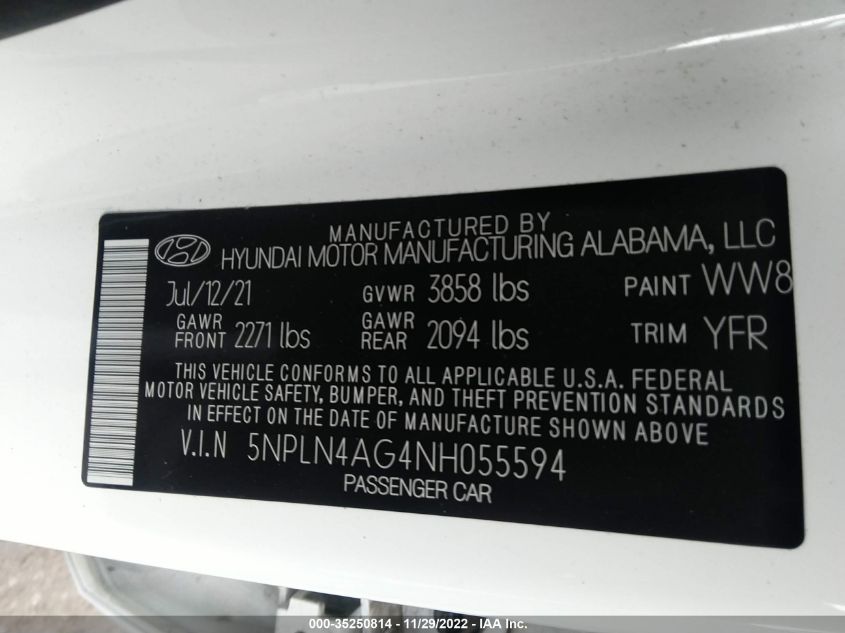 MANUFACTURED BY
HYUNDAI MOTOR MANUFACTURING ALABAMA, LLC
Jul/12/21 GVWR 3858 lbs PAINT WW8
GAWR FRONT 2271 lbs GAWR REAR 2094 lbs TRIM YFR
THIS VEHICLE CONFORMS TO ALL APPLICABLE U.S.A. FEDERAL
MOTOR VEHICLE SAFETY, BUMPER, AND THEFT PREVENTION STANDARDS
IN EFFECT ON THE DATE OF MANUFACTURE SHOWN ABOVE
V.I.N 5NPLN4AG4NH055594
PASSENGER CAR
000-35250814 - 11/29/2022 - IAA Inc.